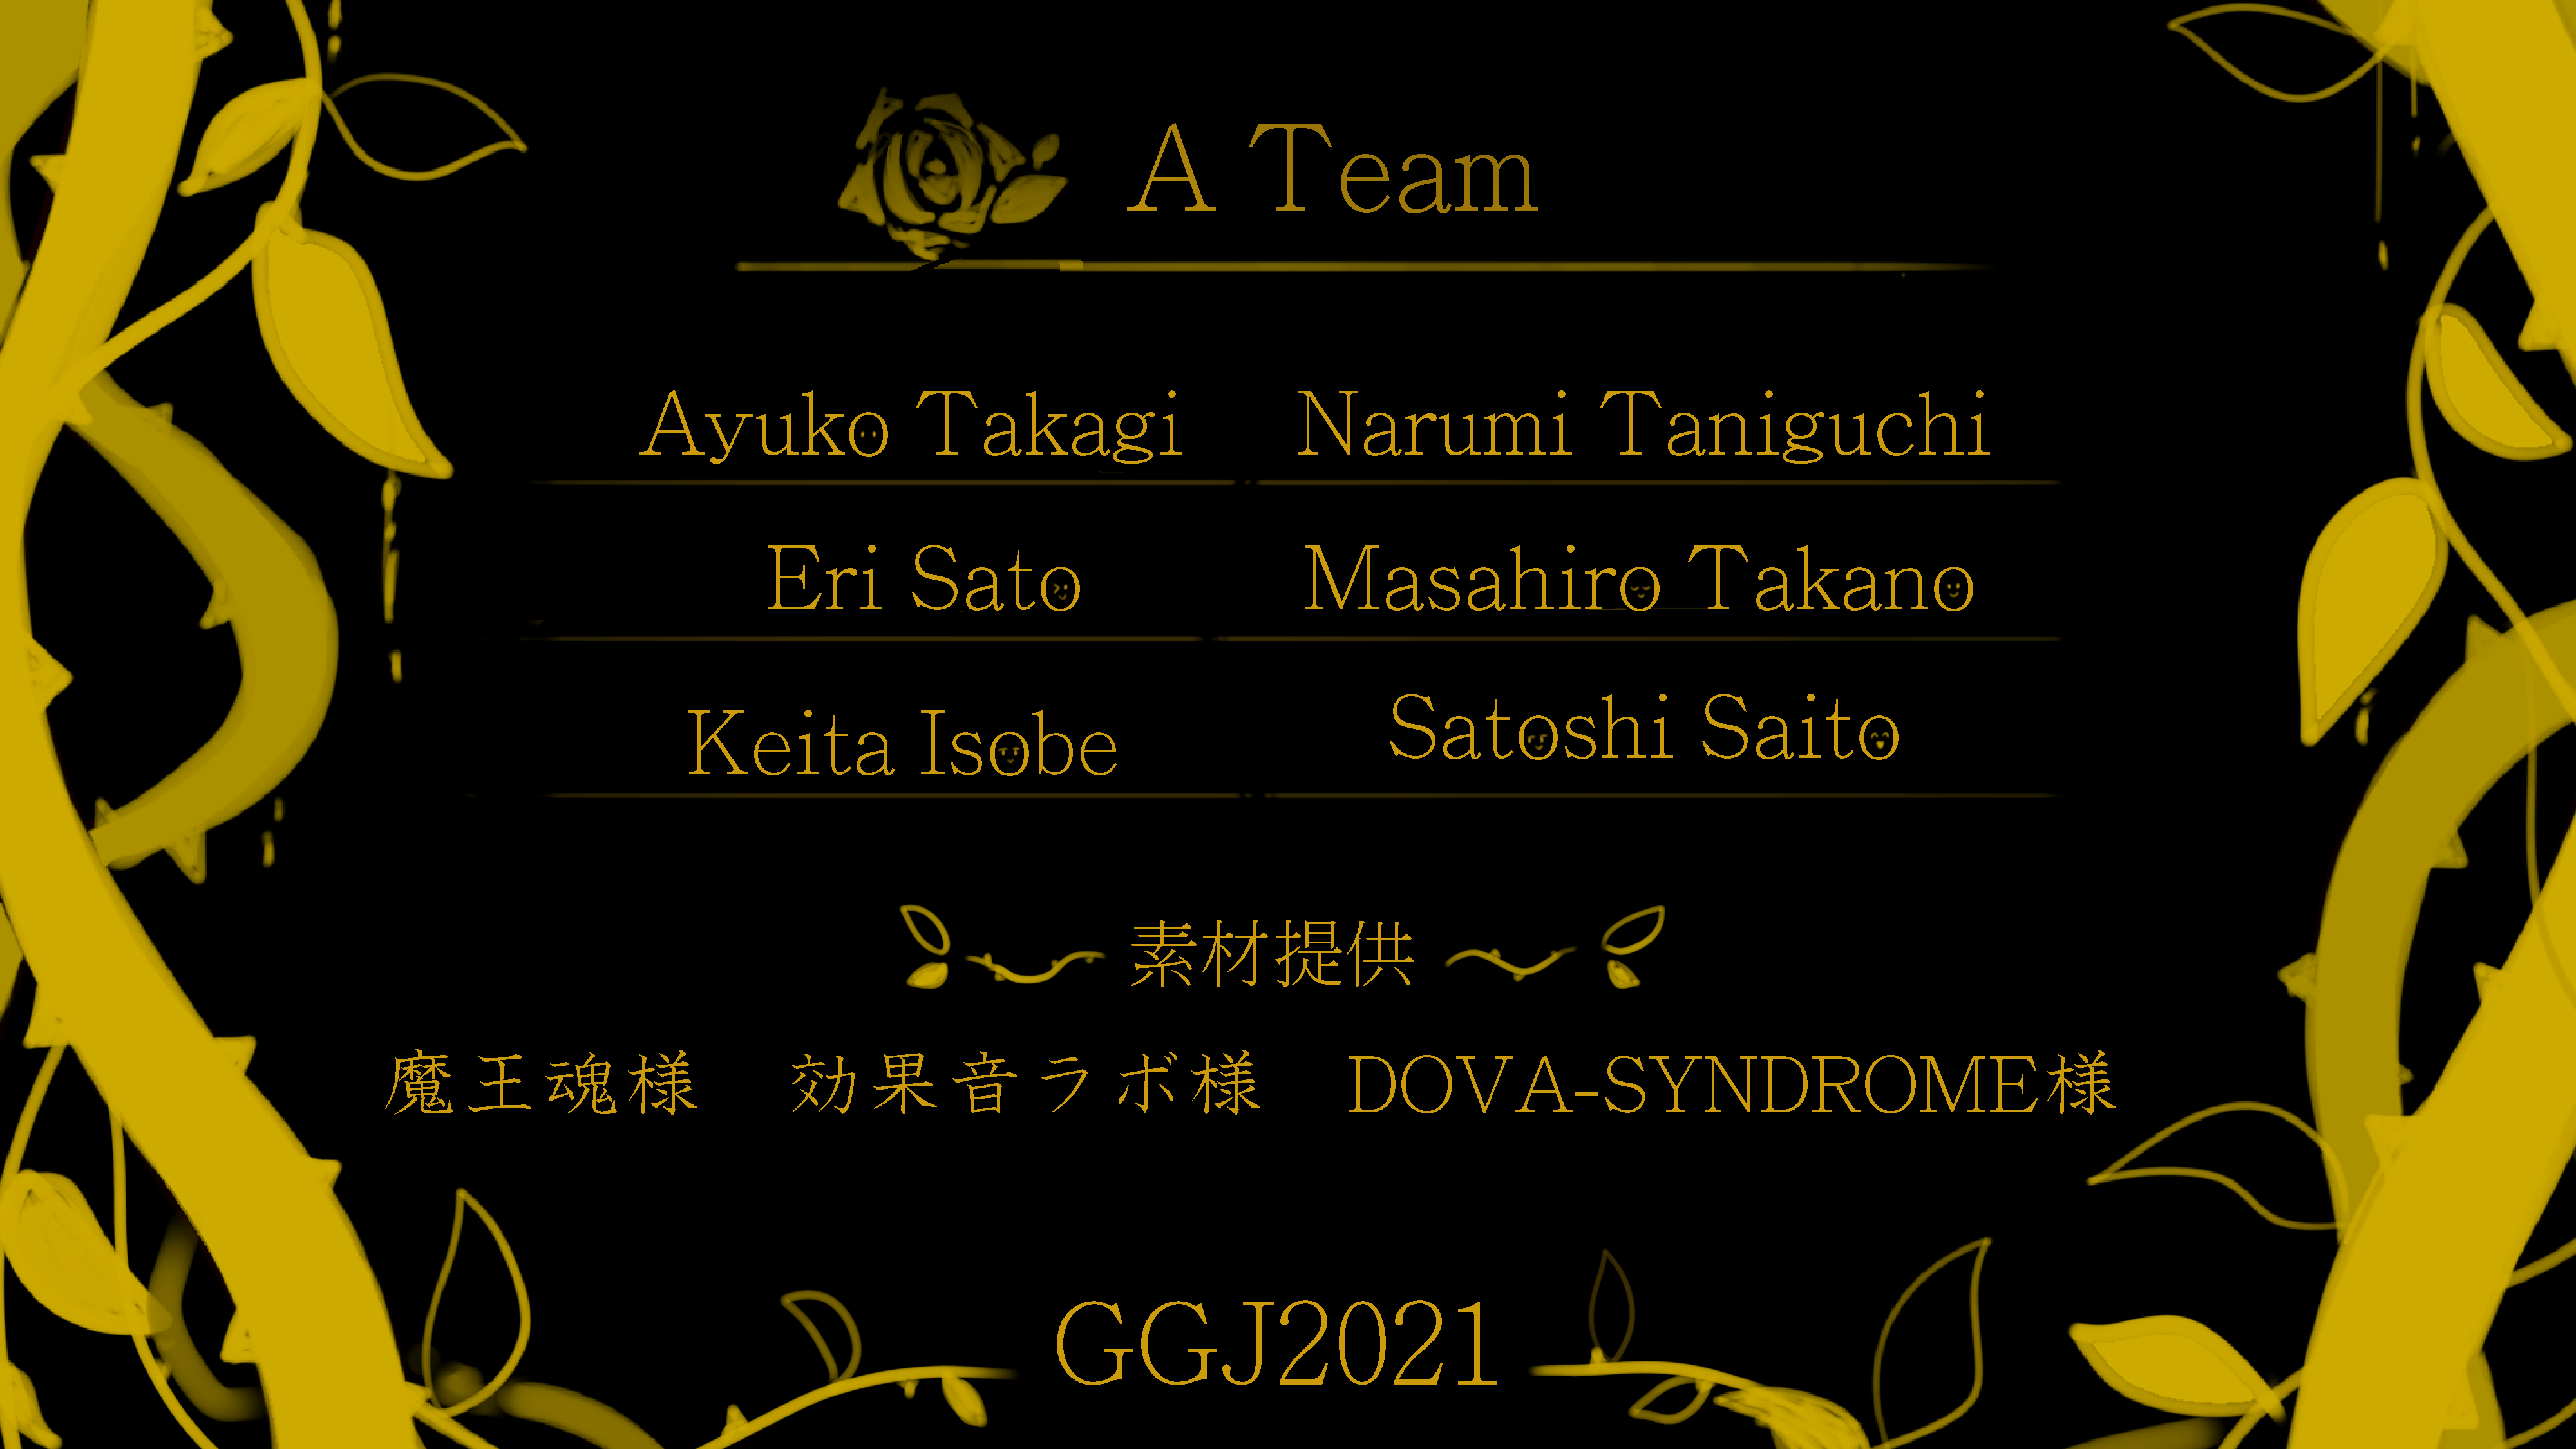 A Team
Ayuko Takagi Narumi Taniguchi
Eri Sato Masahiro Takano
Keita Isobe Satoshi Saito
素材提供
魔王魂様 効果音ラボ様 DOVA-SYNDROME様
GGJ2021